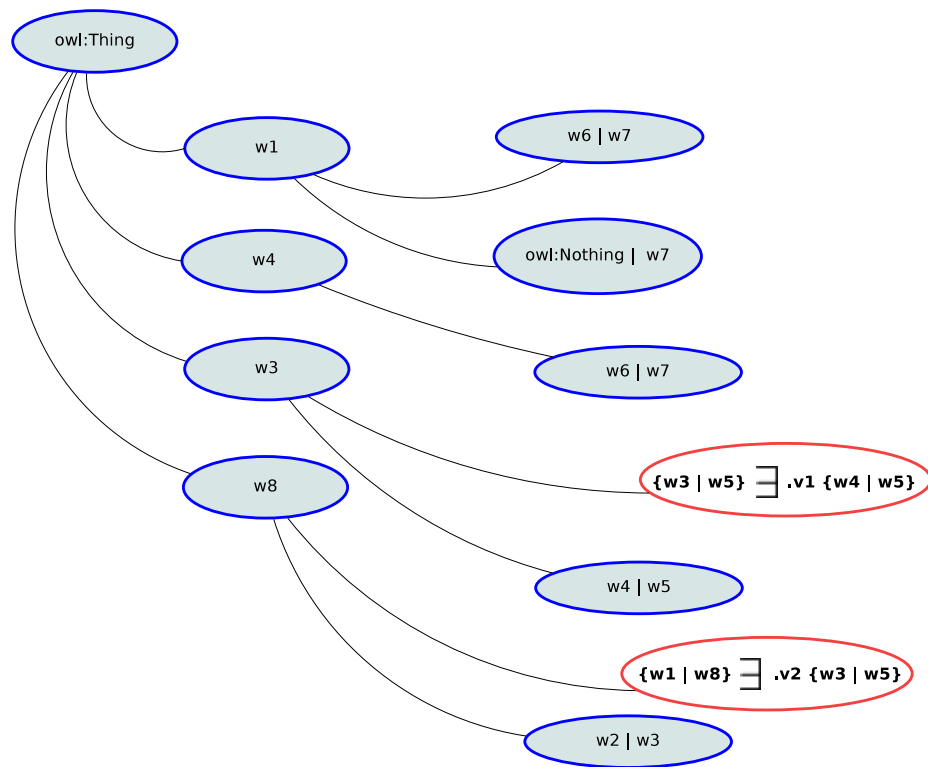 owl:Thing
w1
w6 | w7
owl:Nothing | w7
w4
w6 | w7
w3
{w3 | w5} ∃ .v1 {w4 | w5}
w8
w4 | w5
{w1 | w8} ∃ .v2 {w3 | w5}
w2 | w3